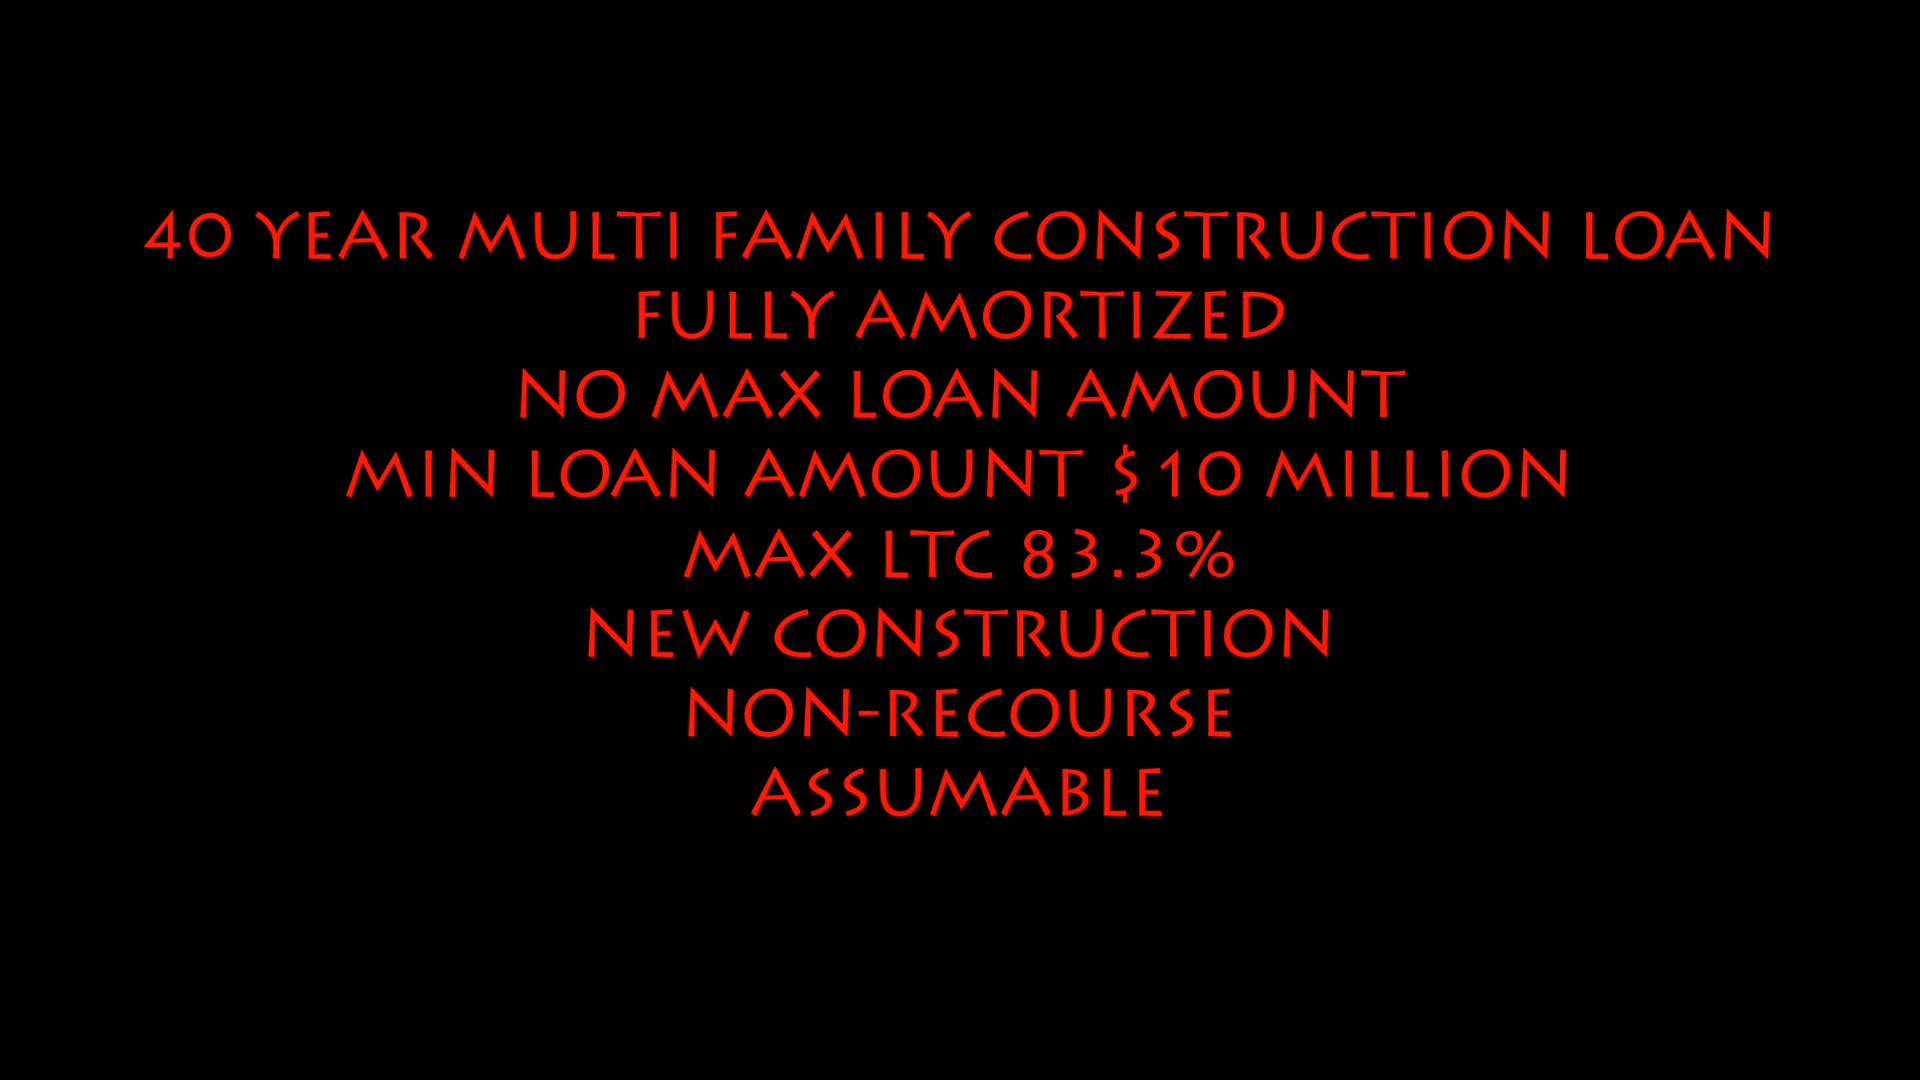 40 YEAR MULTI FAMILY CONSTRUCTION LOAN
FULLY AMORTIZED
NO MAX LOAN AMOUNT
MIN LOAN AMOUNT $10 MILLION
MAX LTC 83.3%
NEW CONSTRUCTION
NON-RECOURSE
ASSUMABLE